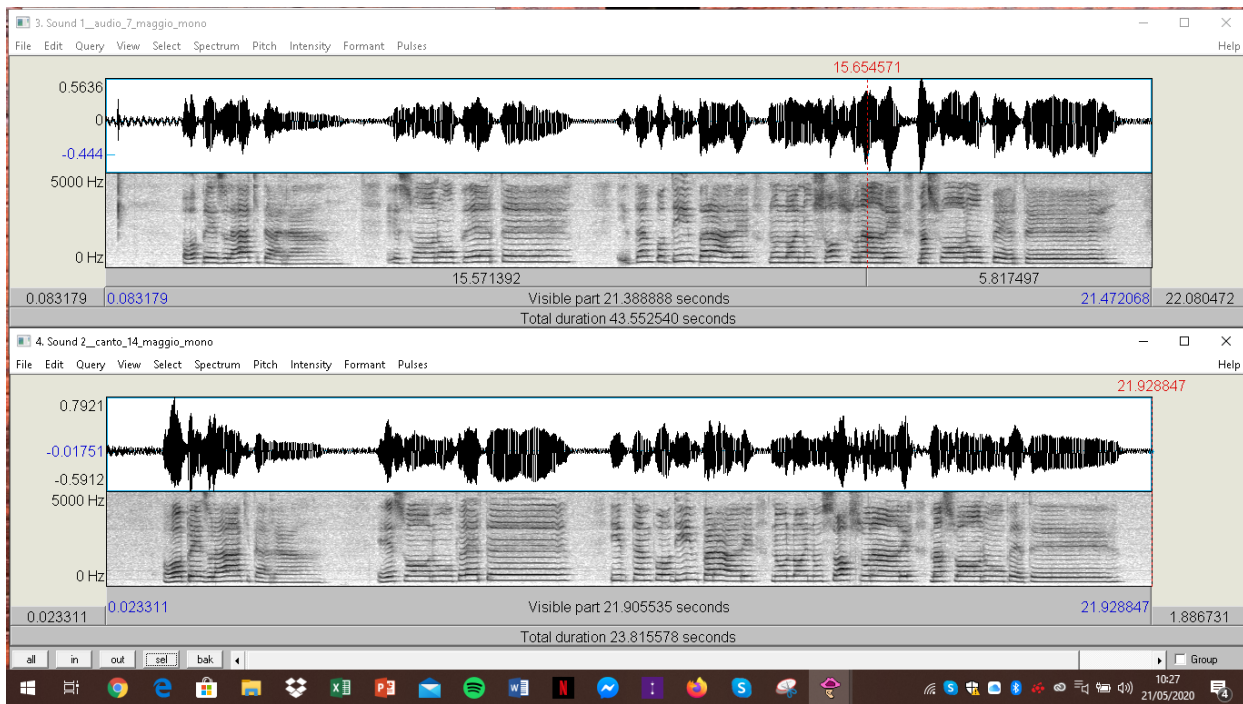 3. Sound 1__audio_7_maggio_mono
File Edit Query View Select Spectrum Pitch Intensity Formant Pulses Help
15.654571
0.5636
0
-0.444
5000 Hz
0 Hz
15.571392 5.817497
0.083179 0.083179 Visible part 21.388888 seconds 21.472068 22.080472
Total duration 43.552540 seconds
4. Sound 2__canto_14_maggio_mono
File Edit Query View Select Spectrum Pitch Intensity Formant Pulses Help
21.928847
0.7921
-0.01751
-0.5912
5000 Hz
0 Hz
0.023311 0.023311 Visible part 21.905535 seconds 21.928847 1.886731
Total duration 23.815578 seconds
all in out sel bak Group
10:27
21/05/2020
4